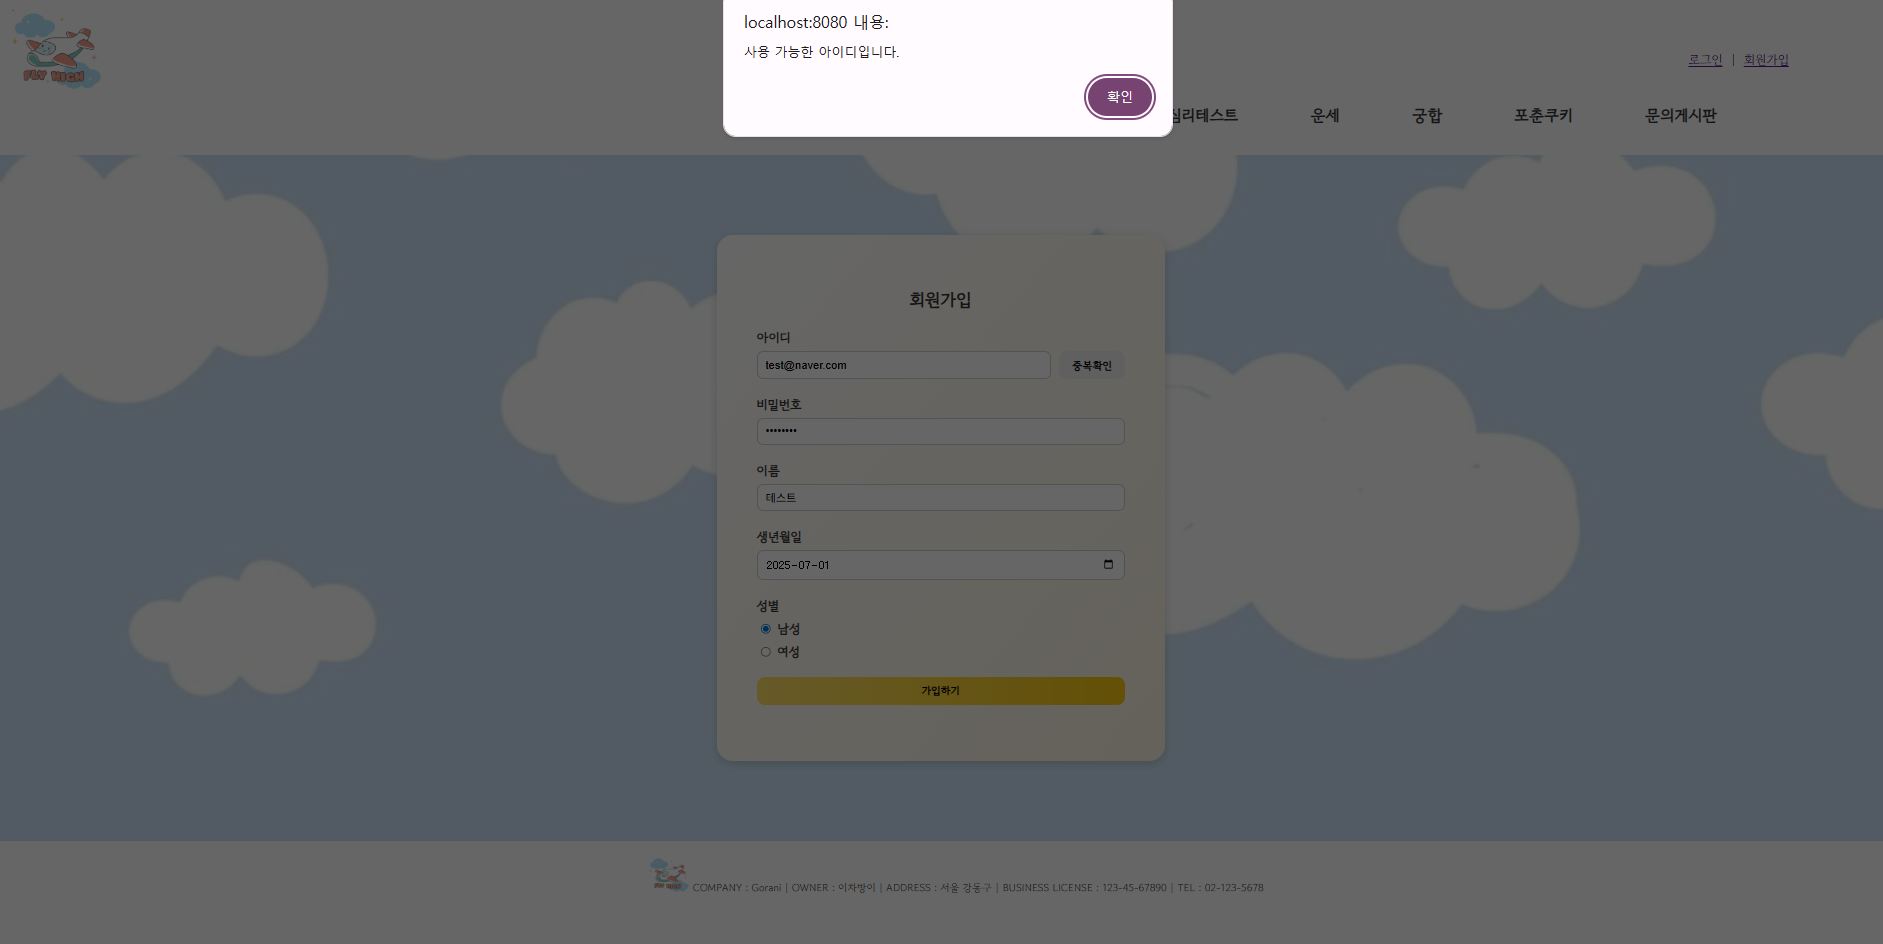 FLY HIGH
localhost:8080 내용:
사용 가능한 아이디입니다.
확인
로그인 | 회원가입
심리테스트 운세 궁합 포춘쿠키 문의게시판
회원가입
아이디
test@naver.com 중복확인
비밀번호
••••••••
이름
테스트
생년월일
2025-07-01
성별
남성
여성
가입하기
FLY HIGH
COMPANY : Gorani | OWNER : 이차방이 | ADDRESS : 서울 강동구 | BUSINESS LICENSE : 123-45-67890 | TEL : 02-123-5678